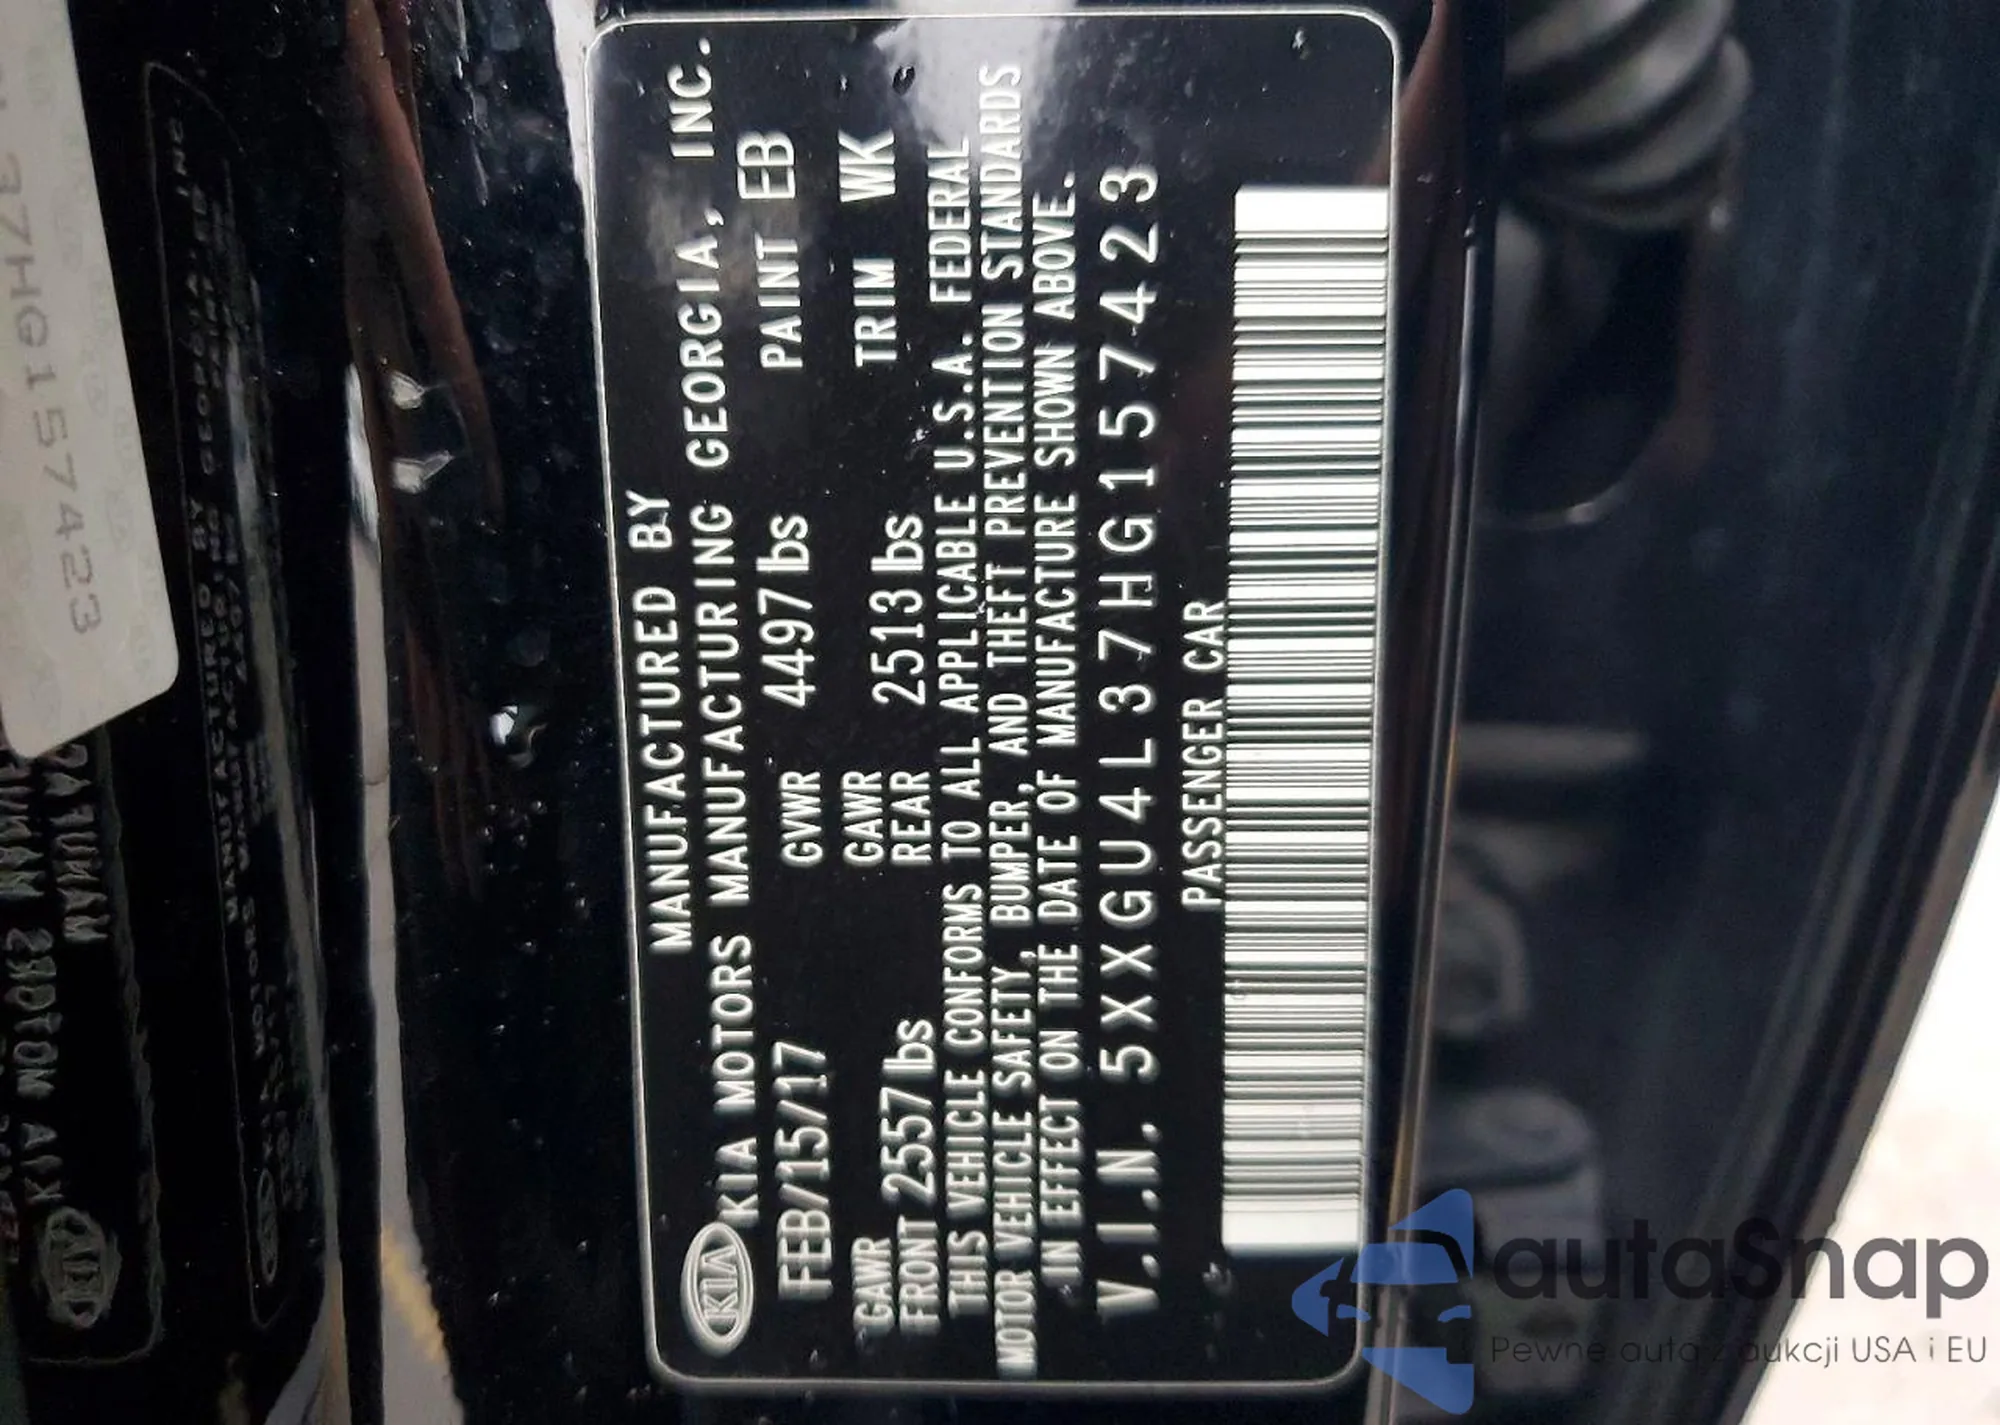 MANUFACTURED BY
KIA KIA MOTORS MANUFACTURING GEORGIA, INC.
FEB/15/17 GVWR 4497 lbs PAINT EB
GAWR FRONT 2557 lbs GAWR REAR 2513 lbs TRIM WK
THIS VEHICLE CONFORMS TO ALL APPLICABLE U.S.A. FEDERAL
MOTOR VEHICLE SAFETY, BUMPER, AND THEFT PREVENTION STANDARDS
IN EFFECT ON THE DATE OF MANUFACTURE SHOWN ABOVE.
V.I.N. 5XXGU4L37HG157423
PASSENGER CAR
37HG157423
autaSnap
Pewne auta z aukcji USA i EU